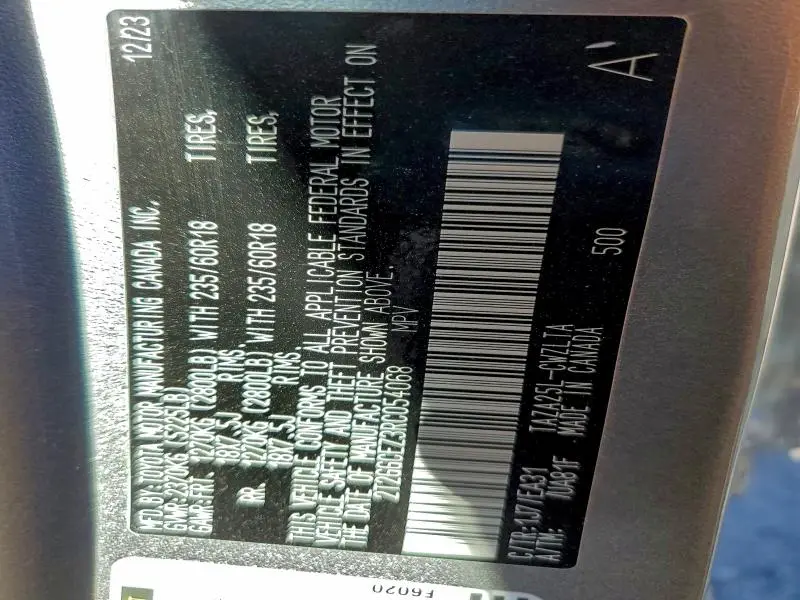 12/23
MFD.BY TOYOTA MOTOR MANUFACTURING CANADA INC.
GVWR:2370KG (5225LB)
GAWR:FRT. 1270KG (2800LB) WITH 235/60R18 TIRES,
18X7.5J RIMS
RR. 1270KG (2800LB) WITH 235/60R18 TIRES,
18X7.5J RIMS.
THIS VEHICLE CONFORMS TO ALL APPLICABLE FEDERAL MOTOR
VEHICLE SAFETY AND THEFT PREVENTION STANDARDS IN EFFECT ON
THE DATE OF MANUFACTURE SHOWN ABOVE.
MPV
C/TR:1J7/EA31 TAZA25L-CWZLTA
A/TM: UA81F MADE IN CANADA
500
A
F6020